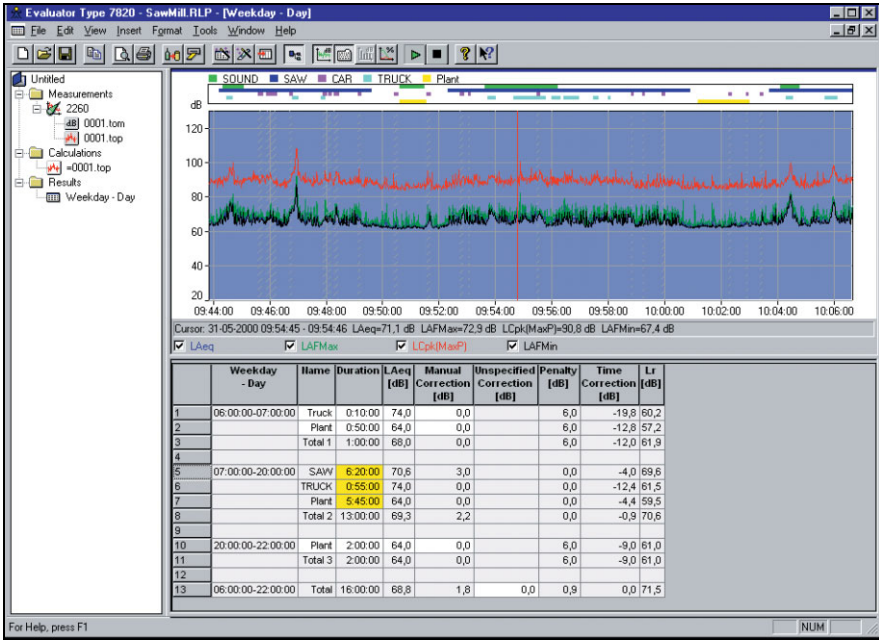 Evaluator Type 7820 - SawMill.RLP - [Weekday - Day]
File Edit View Insert Format Tools Window Help
Untitled
Measurements
2260
dB 0001.tom
0001.top
Calculations
=0001.top
Results
Weekday - Day
SOUND SAW CAR TRUCK Plant
dB
120
100
80
60
40
20
09:44:00 09:46:00 09:48:00 09:50:00 09:52:00 09:54:00 09:56:00 09:58:00 10:00:00 10:02:00 10:04:00 10:06:00
Cursor: 31-05-2000 09:54:45 - 09:54:46 LAeq=71,1 dB LAFMax=72,9 dB LCpk(MaxP)=90,8 dB LAFMin=67,4 dB
LAeq LAFMax LCpk(MaxP) LAFMin
Weekday Name Duration LAeq Manual Unspecified Penalty Time Lr
- Day [dB] Correction Correction [dB] Correction [dB]
[dB] [dB] [dB]
1 06:00:00-07:00:00 Truck 0:10:00 74,0 0,0 6,0 -19,8 60,2
2 Plant 0:50:00 64,0 0,0 6,0 -12,8 57,2
3 Total 1 1:00:00 68,0 0,0 6,0 -12,0 61,9
4
5 07:00:00-20:00:00 SAW 6:20:00 70,6 3,0 0,0 -4,0 69,6
6 TRUCK 0:55:00 74,0 0,0 0,0 -12,4 61,5
7 Plant 5:45:00 64,0 0,0 0,0 -4,4 59,5
8 Total 2 13:00:00 69,3 2,2 0,0 -0,9 70,6
9
10 20:00:00-22:00:00 Plant 2:00:00 64,0 0,0 6,0 -9,0 61,0
11 Total 3 2:00:00 64,0 0,0 6,0 -9,0 61,0
12
13 06:00:00-22:00:00 Total 16:00:00 68,8 1,8 0,0 0,9 0,0 71,5
For Help, press F1
NUM